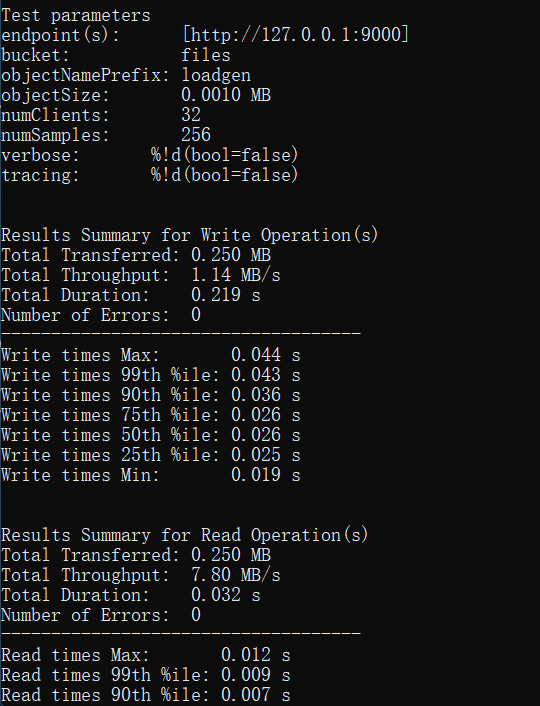 Test parameters
endpoint(s): [http://127.0.0.1:9000]
bucket: files
objectNamePrefix: loadgen
objectSize: 0.0010 MB
numClients: 32
numSamples: 256
verbose: %!d(bool=false)
tracing: %!d(bool=false)
Results Summary for Write Operation(s)
Total Transferred: 0.250 MB
Total Throughput: 1.14 MB/s
Total Duration: 0.219 s
Number of Errors: 0
------------------------------------
Write times Max: 0.044 s
Write times 99th %ile: 0.043 s
Write times 90th %ile: 0.036 s
Write times 75th %ile: 0.026 s
Write times 50th %ile: 0.026 s
Write times 25th %ile: 0.025 s
Write times Min: 0.019 s
Results Summary for Read Operation(s)
Total Transferred: 0.250 MB
Total Throughput: 7.80 MB/s
Total Duration: 0.032 s
Number of Errors: 0
------------------------------------
Read times Max: 0.012 s
Read times 99th %ile: 0.009 s
Read times 90th %ile: 0.007 s